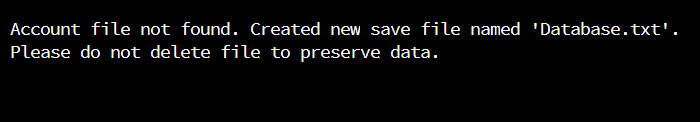 Account file not found. Created new save file named 'Database.txt'.
Please do not delete file to preserve data.